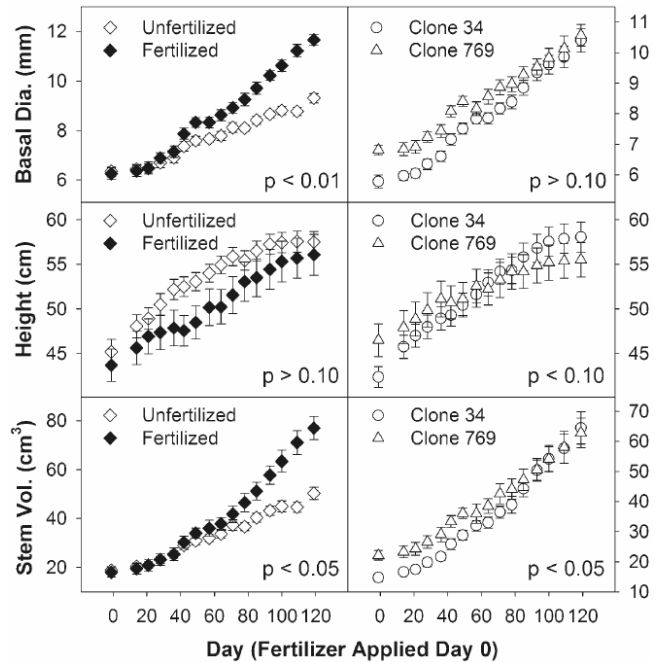 Unfertilized
Fertilized
12
10
8
6
Basal Dia. (mm)
p < 0.01
Clone 34
Clone 769
11
10
9
8
7
6
p > 0.10
Unfertilized
Fertilized
60
55
50
45
Height (cm)
p > 0.10
Clone 34
Clone 769
60
55
50
45
p < 0.10
Unfertilized
Fertilized
80
60
40
20
Stem Vol. (cm³)
p < 0.05
Clone 34
Clone 769
70
60
50
40
30
20
10
p < 0.05
0 20 40 60 80 100 120
0 20 40 60 80 100 120
Day (Fertilizer Applied Day 0)